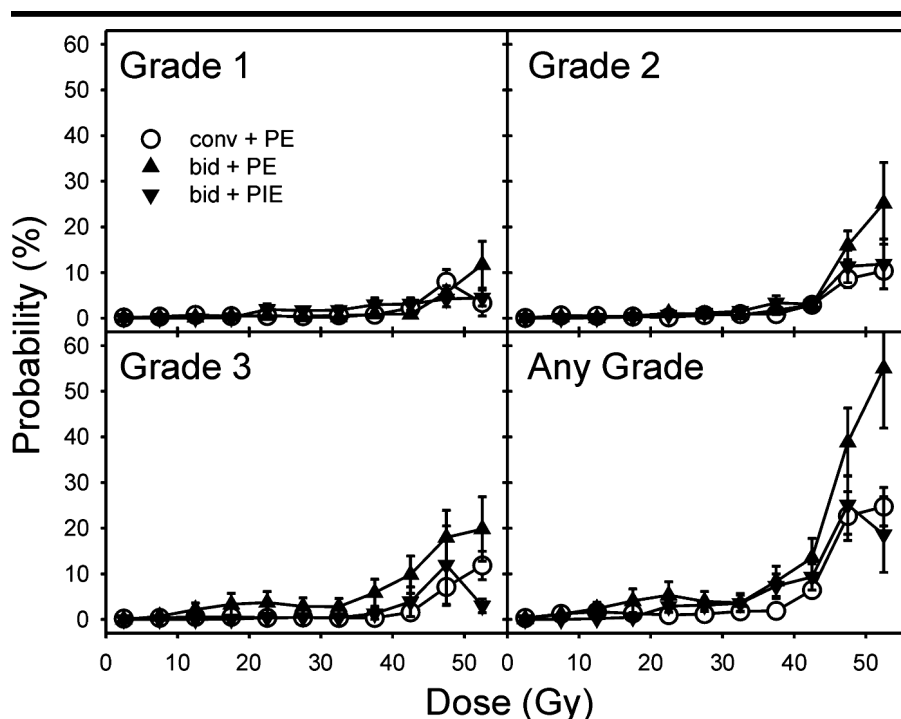 Grade 1
Grade 2
conv + PE
bid + PE
bid + PIE
Grade 3
Any Grade
Probability (%)
Dose (Gy)
60
50
40
30
20
10
0
60
50
40
30
20
10
0
0 10 20 30 40 50
0 10 20 30 40 50